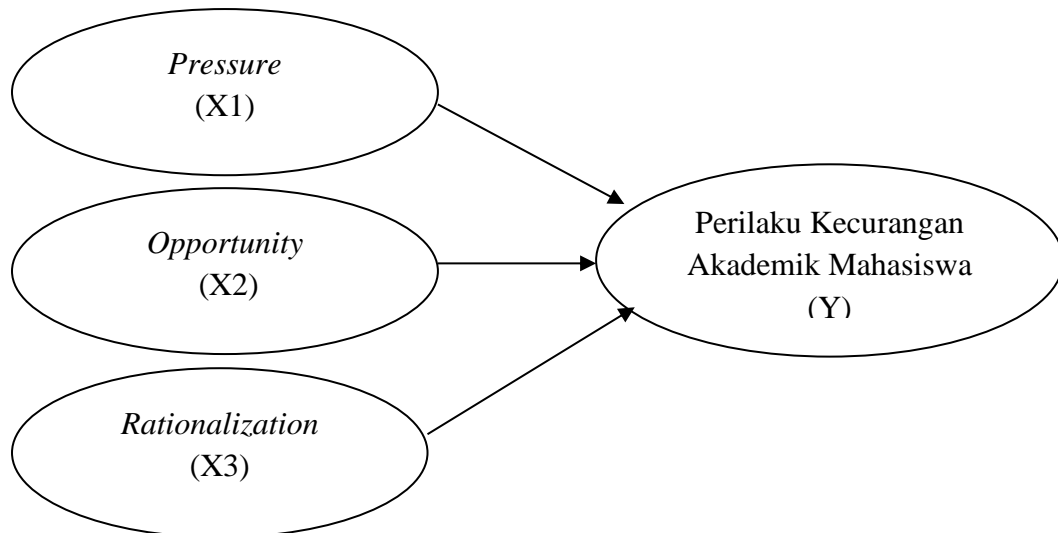 Pressure
(X1)
Opportunity
(X2)
Rationalization
(X3)
Perilaku Kecurangan
Akademik Mahasiswa
(Y)